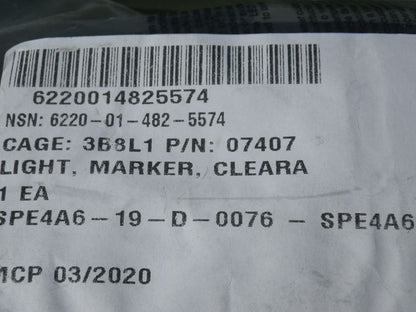 6220014825574
NSN: 6220-01-482-5574
CAGE: 3B8L1 P/N: 07407
LIGHT, MARKER, CLEARA
1 EA
SPE4A6-19-D-0076 - SPE4A6
MCP 03/2020